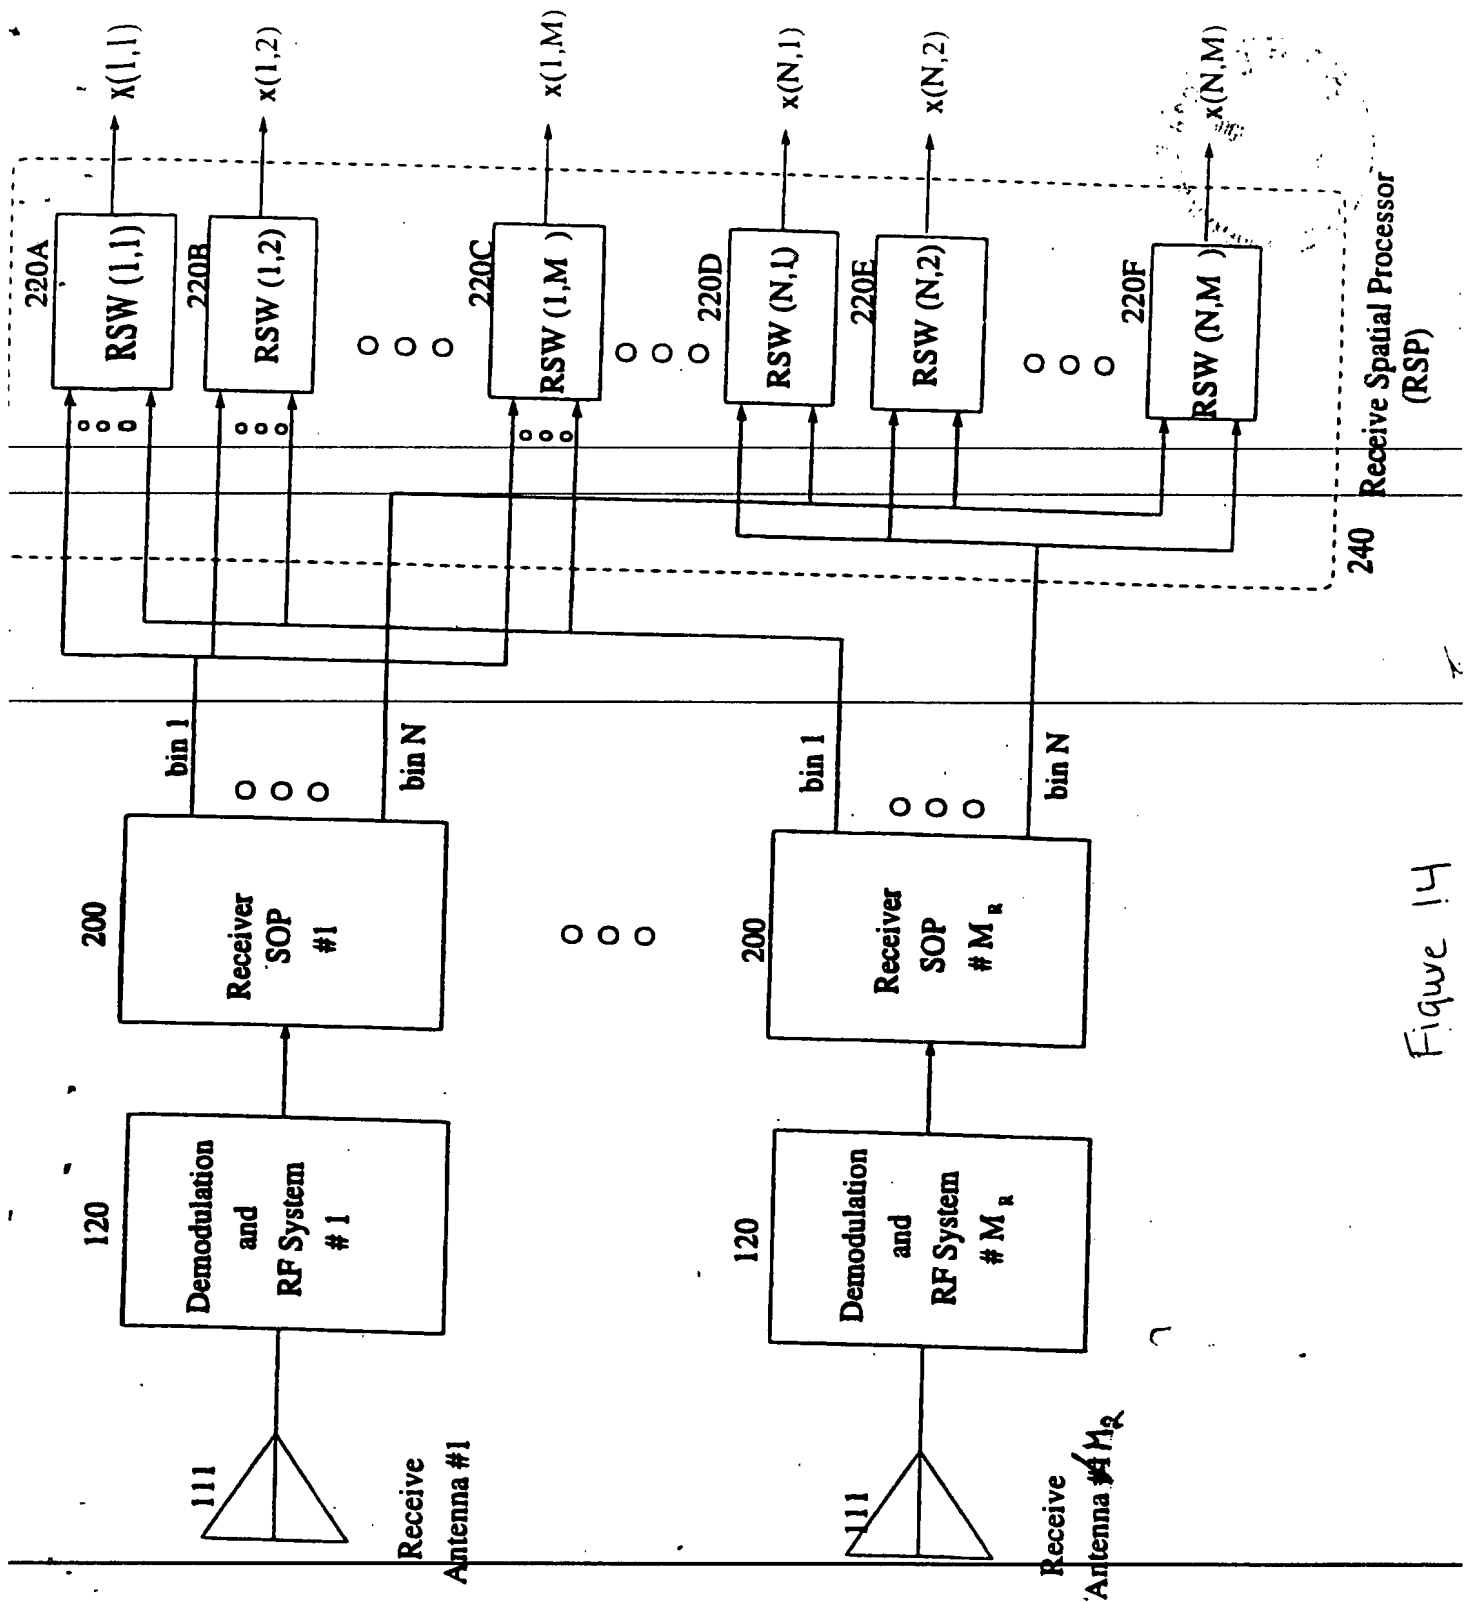 111
Receive
Antenna #1
120
Demodulation
and
RF System
# 1
200
Receiver
SOP
#1
bin 1
bin N
111
Receive
Antenna # M R
120
Demodulation
and
RF System
# M R
200
Receiver
SOP
# M R
bin 1
bin N
220A
RSW (1,1)
x(1,1)
220B
RSW (1,2)
x(1,2)
220C
RSW (1,M )
x(1,M)
220D
RSW (N,1)
x(N,1)
220E
RSW (N,2)
x(N,2)
220F
RSW (N,M )
x(N,M)
240
Receive Spatial Processor
(RSP)
Figure 14